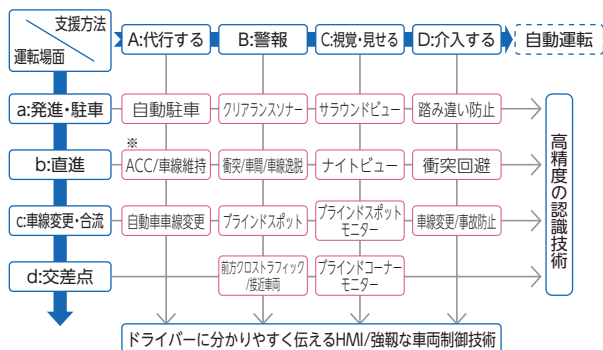 支援方法
運転場面
A:代行する
B:警報
C:視覚・見せる
D:介入する
自動運転
a:発進・駐車
自動駐車
クリアランスソナー
サラウンドビュー
踏み違い防止
※
b:直進
ACC/車線維持
衝突/車間/車線逸脱
ナイトビュー
衝突回避
c:車線変更・合流
自動車車線変更
ブラインドスポット
ブラインドスポット
モニター
車線変更/事故防止
d:交差点
前方クロストラフィック
/接近車両
ブラインドコーナー
モニター
高精度の認識技術
ドライバーに分かりやすく伝えるHMI/強靱な車両制御技術